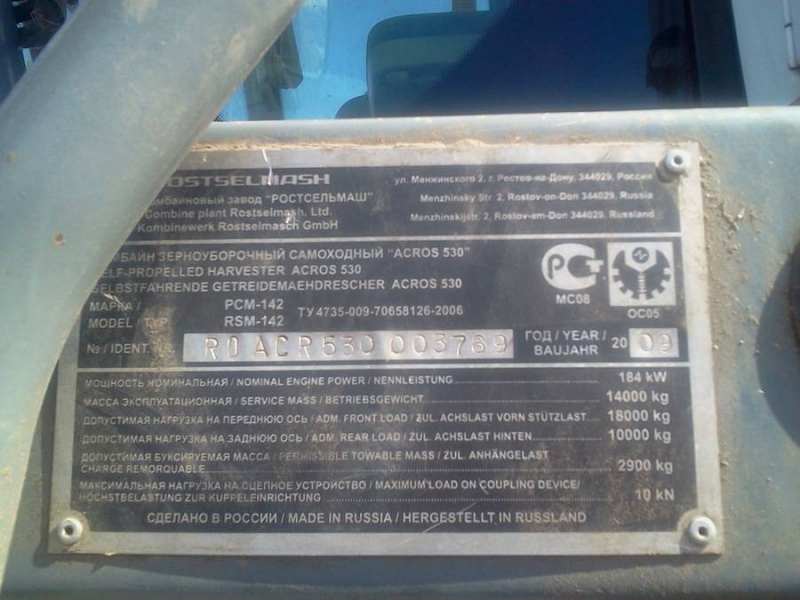 ROSTSELMASH
ул. Менжинского 2, г. Ростов-на-Дону, 344029, Россия
Комбайновый завод "РОСТСЕЛЬМАШ"
Menzhinsky Str. 2, Rostov-on-Don 344029, Russia
Combine plant Rostselmash, Ltd.
Menzhinskijstr. 2, Rostov-am-Don 344029, Russland
Kombinewerk Rostselmasch GmbH
КОМБАЙН ЗЕРНОУБОРОЧНЫЙ САМОХОДНЫЙ "ACROS 530"
SELF-PROPELLED HARVESTER ACROS 530
SELBSTFAHRENDE GETREIDEMAEHDRESCHER ACROS 530
РСТ
МС08
ОС05
МАРКА / РСМ-142
MODEL / TYP RSM-142
ТУ 4735-009-70658126-2006
№ / IDENT. NR. R0ACR530 003769
ГОД / YEAR / BAUJAHR 20 09
МОЩНОСТЬ НОМИНАЛЬНАЯ / NOMINAL ENGINE POWER / NENNLEISTUNG 184 kW
МАССА ЭКСПЛУАТАЦИОННАЯ / SERVICE MASS / BETRIEBSGEWICHT 14000 kg
ДОПУСТИМАЯ НАГРУЗКА НА ПЕРЕДНЮЮ ОСЬ / ADM. FRONT LOAD / ZUL. ACHSLAST VORN STÜTZLAST 18000 kg
ДОПУСТИМАЯ НАГРУЗКА НА ЗАДНЮЮ ОСЬ / ADM. REAR LOAD / ZUL. ACHSLAST HINTEN 10000 kg
ДОПУСТИМАЯ БУКСИРУЕМАЯ МАССА / PERMISSIBLE TOWABLE MASS / ZUL. ANHÄNGELAST
CHARGE REMORQUABLE 2900 kg
МАКСИМАЛЬНАЯ НАГРУЗКА НА СЦЕПНОЕ УСТРОЙСТВО / MAXIMUM LOAD ON COUPLING DEVICE/
HÖCHSTBELASTUNG ZUR KUPPELEINRICHTUNG 10 kN
СДЕЛАНО В РОССИИ / MADE IN RUSSIA / HERGESTELLT IN RUSSLAND